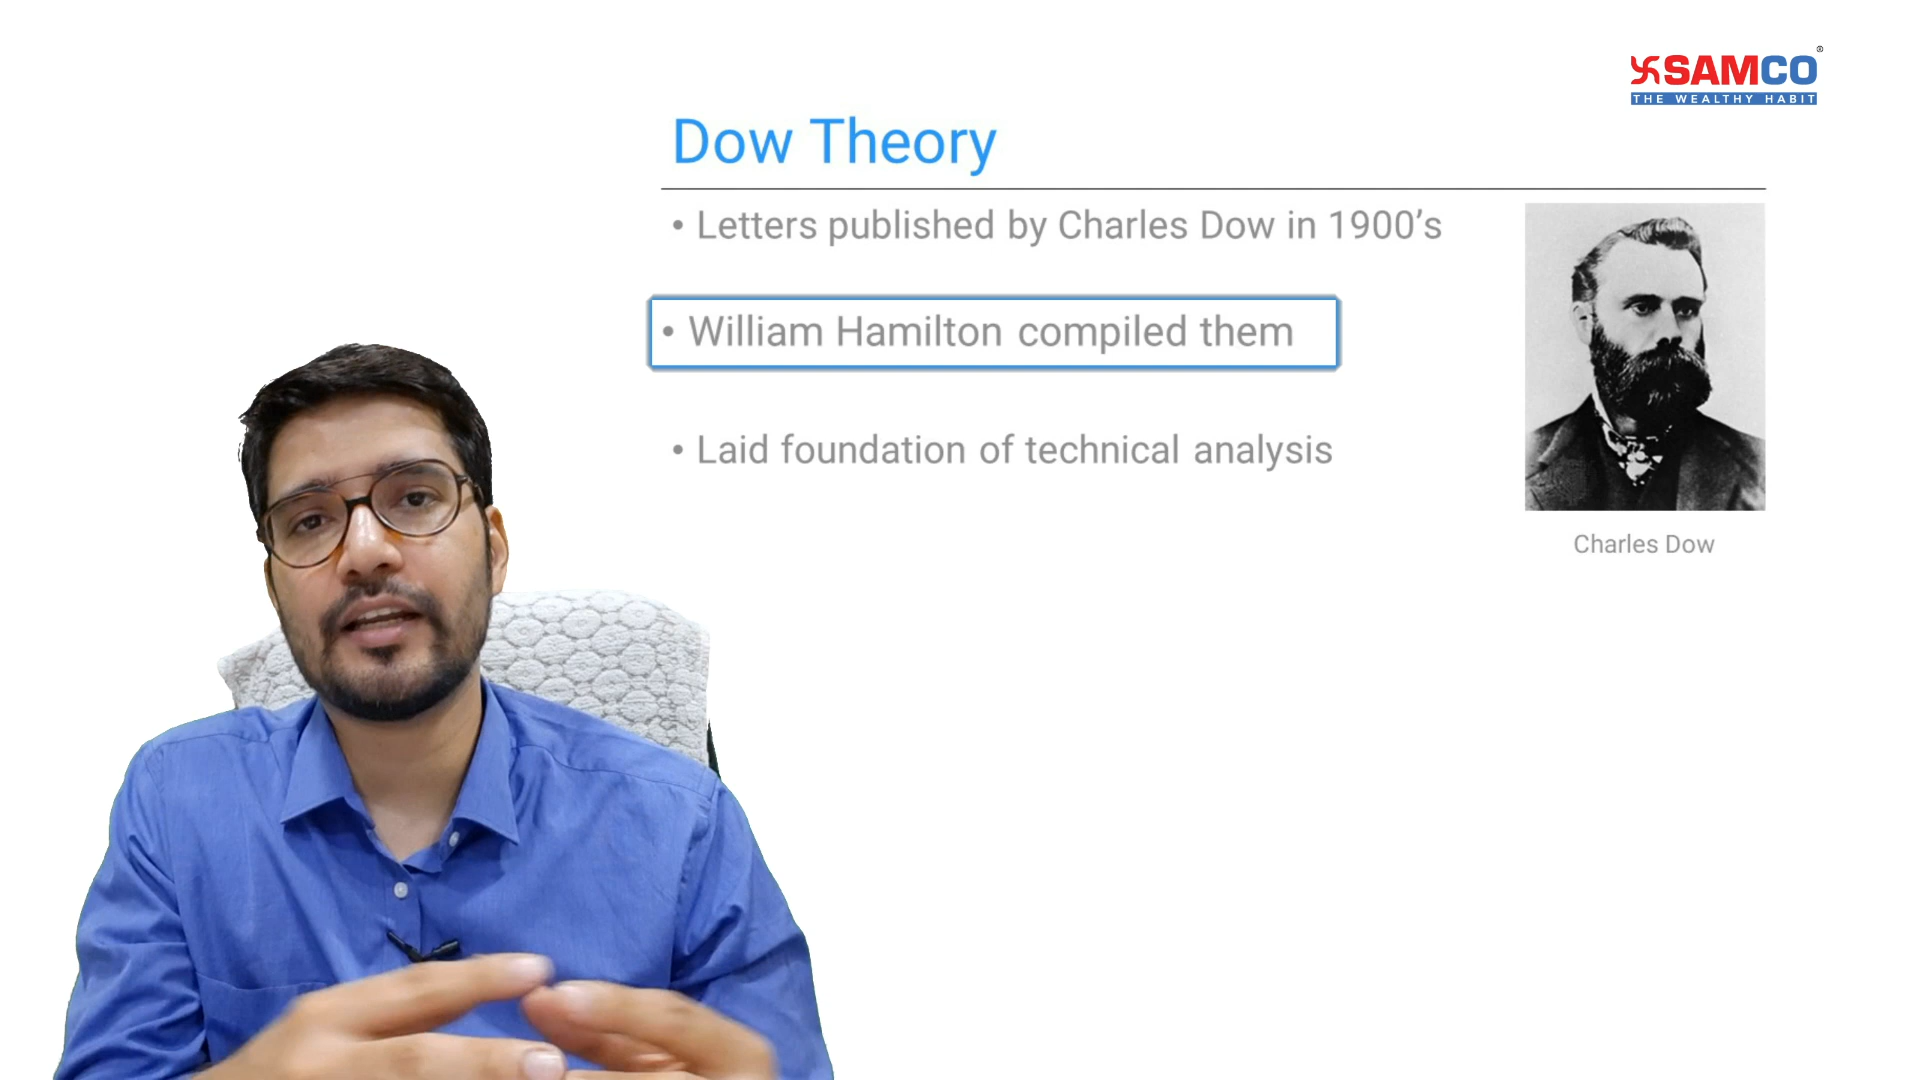 SAMCO®
THE WEALTHY HABIT
Dow Theory
• Letters published by Charles Dow in 1900’s
• William Hamilton compiled them
• Laid foundation of technical analysis
Charles Dow